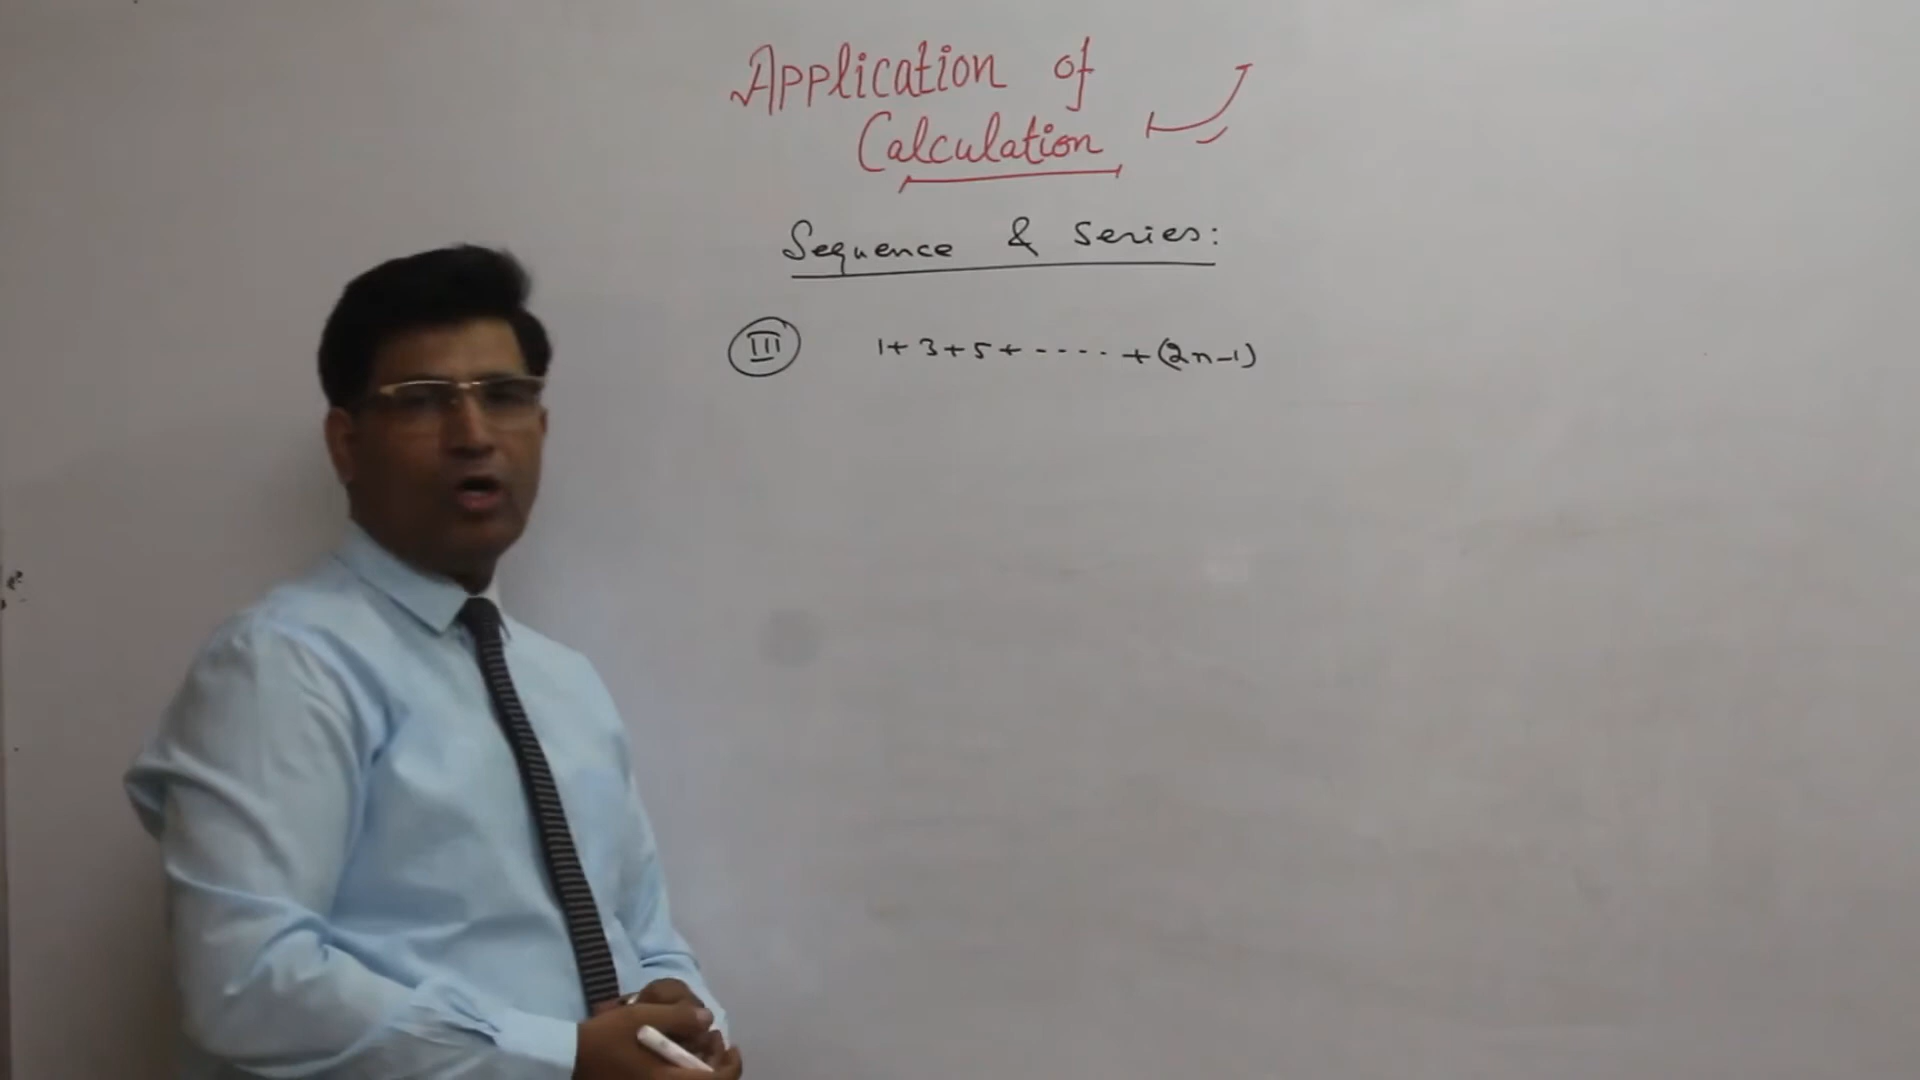 Application of
Calculation
Sequence & Series:
III 1+3+5+-----+(2n-1)